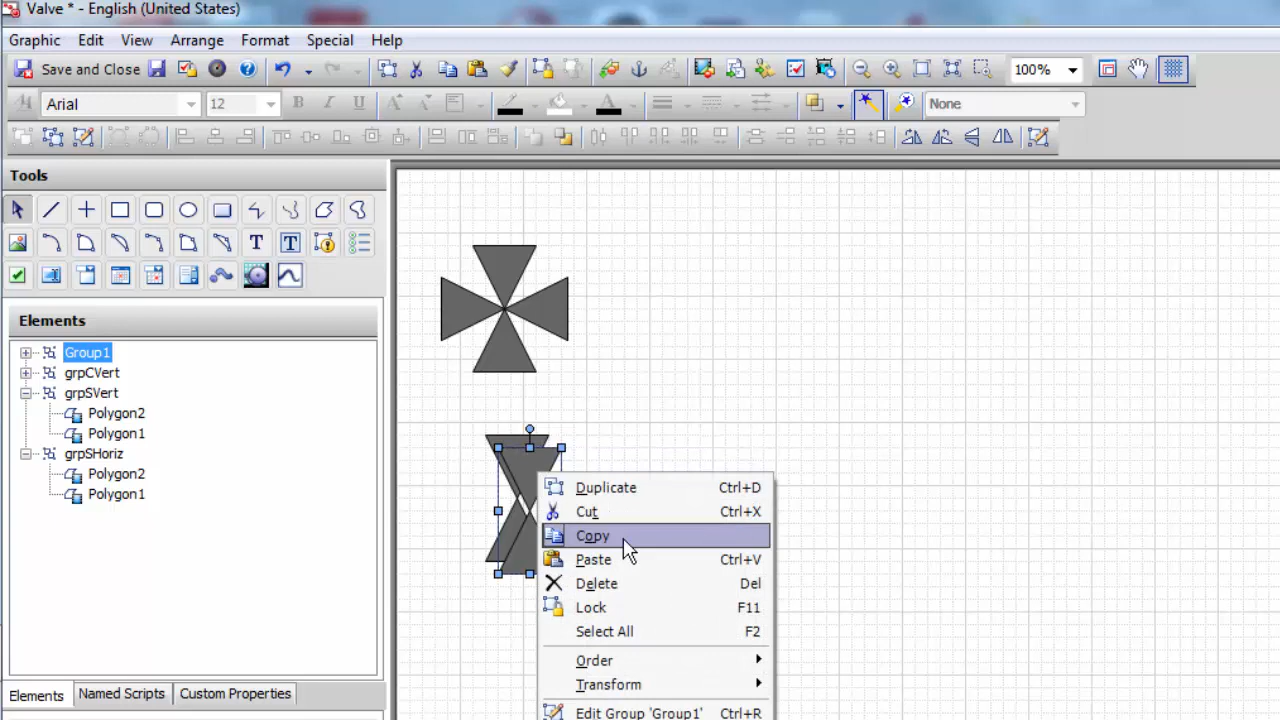 Valve * - English (United States)
Graphic Edit View Arrange Format Special Help
Save and Close 100%
Arial 12 B I U A A A None
Tools
T T
Elements
Group1
grpCVert
grpSVert
Polygon2
Polygon1
grpSHoriz
Polygon2
Polygon1
Elements Named Scripts Custom Properties
Duplicate Ctrl+D
Cut Ctrl+X
Copy
Paste Ctrl+V
Delete Del
Lock F11
Select All F2
Order
Transform
Edit Group 'Group1' Ctrl+R